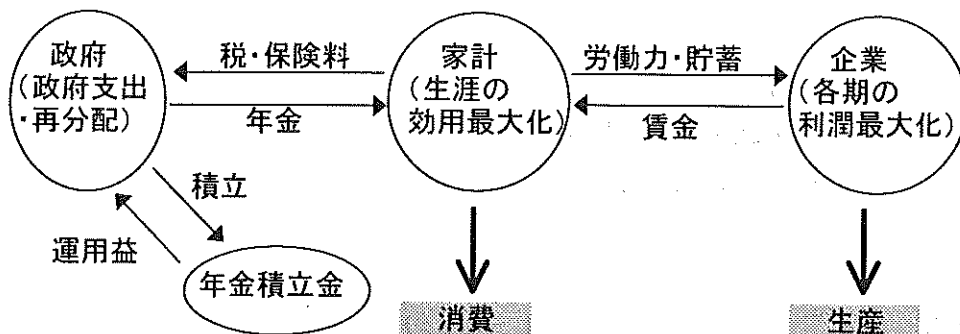 政府
(政府支出
・再分配)
税・保険料
年金
家計
(生涯の
効用最大化)
労働力・貯蓄
賃金
企業
(各期の
利潤最大化)
積立
運用益
年金積立金
消費
生産